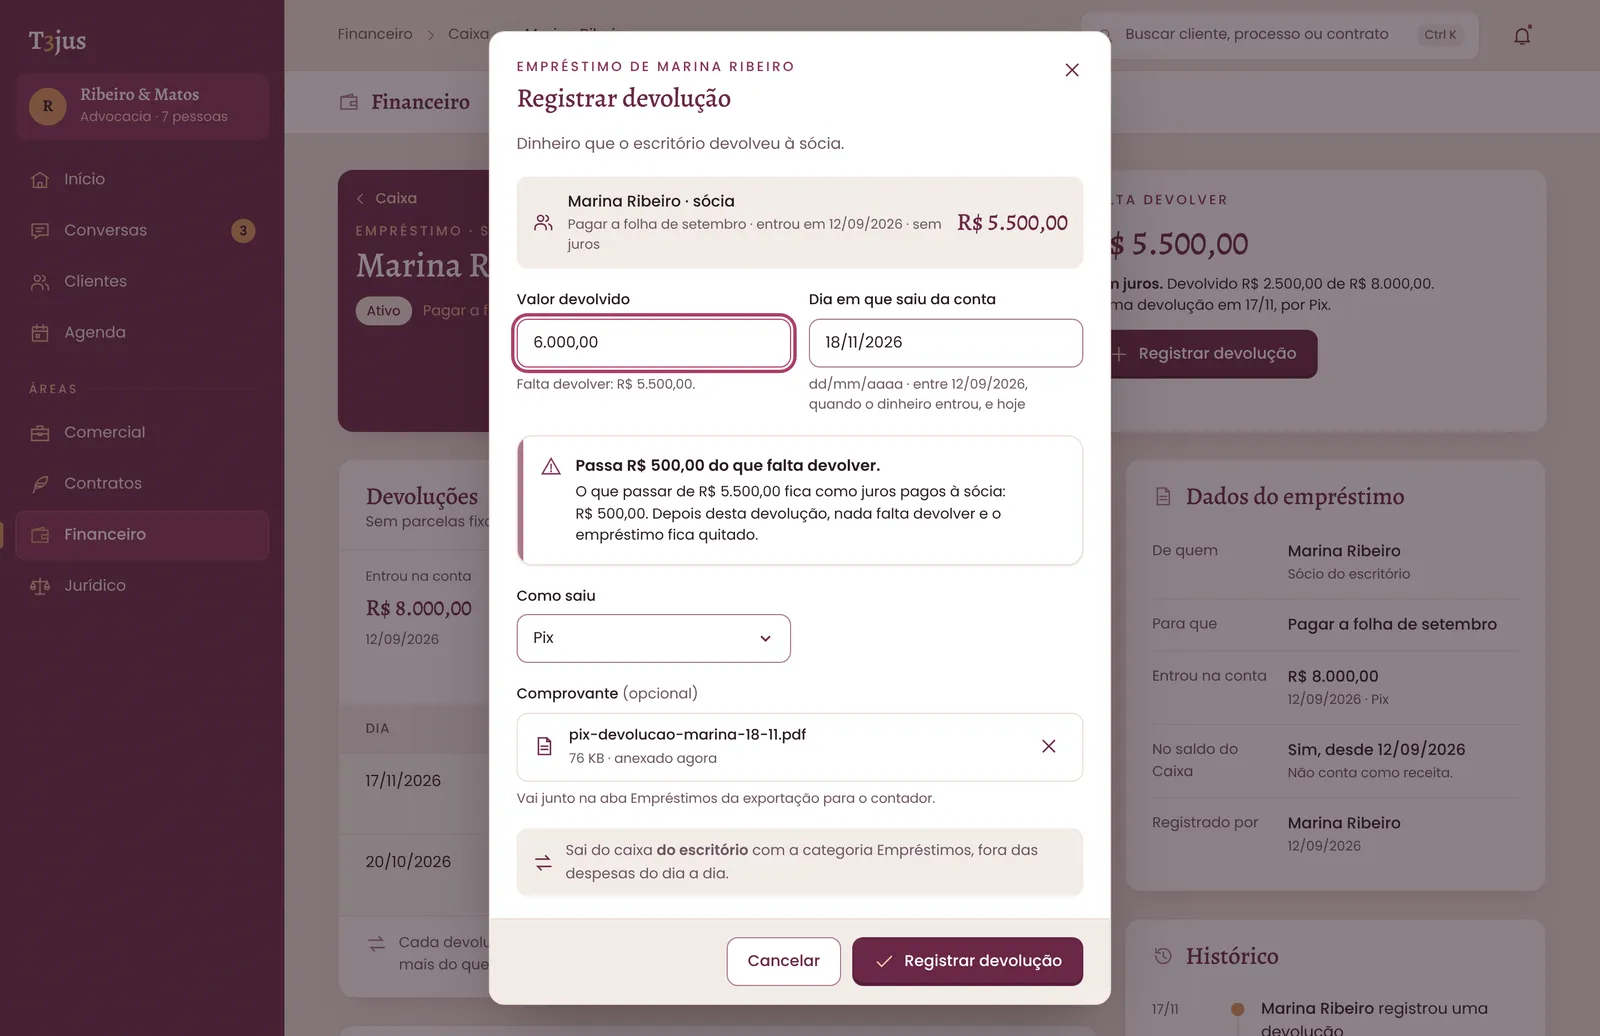 T3jus
R
Ribeiro & Matos
Advocacia · 7 pessoas
Início
Conversas
3
Clientes
Agenda
ÁREAS
Comercial
Contratos
Financeiro
Jurídico
Financeiro
Caixa
Buscar cliente, processo ou contrato
Ctrl K
Financeiro
Caixa
EMPRÉSTIMO · S
Marina R
Ativo
Pagar a f
LTA DEVOLVER
$ 5.500,00
m juros. Devolvido R$ 2.500,00 de R$ 8.000,00.
ma devolução em 17/11, por Pix.
Registrar devolução
Devoluções
Sem parcelas fixa
Entrou na conta
R$ 8.000,00
12/09/2026
DIA
17/11/2026
20/10/2026
Cada devolu
mais do que
EMPRÉSTIMO DE MARINA RIBEIRO
Registrar devolução
Dinheiro que o escritório devolveu à sócia.
Marina Ribeiro · sócia
Pagar a folha de setembro · entrou em 12/09/2026 · sem
juros
R$ 5.500,00
Valor devolvido
6.000,00
Falta devolver: R$ 5.500,00.
Dia em que saiu da conta
18/11/2026
dd/mm/aaaa · entre 12/09/2026,
quando o dinheiro entrou, e hoje
Passa R$ 500,00 do que falta devolver.
O que passar de R$ 5.500,00 fica como juros pagos à sócia:
R$ 500,00. Depois desta devolução, nada falta devolver e o
empréstimo fica quitado.
Como saiu
Pix
Comprovante (opcional)
pix-devolucao-marina-18-11.pdf
76 KB · anexado agora
Vai junto na aba Empréstimos da exportação para o contador.
Sai do caixa do escritório com a categoria Empréstimos, fora das
despesas do dia a dia.
Cancelar
Registrar devolução
Dados do empréstimo
De quem
Marina Ribeiro
Sócio do escritório
Para que
Pagar a folha de setembro
Entrou na conta
R$ 8.000,00
12/09/2026 · Pix
No saldo do
Caixa
Sim, desde 12/09/2026
Não conta como receita.
Registrado por
Marina Ribeiro
12/09/2026
Histórico
17/11
Marina Ribeiro registrou uma
devolução